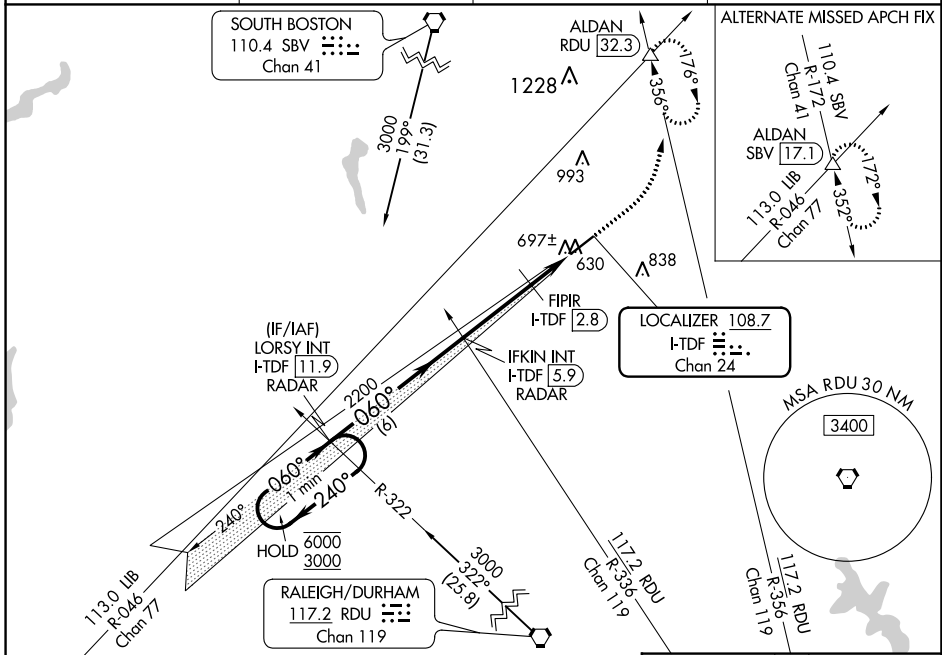 SOUTH BOSTON
110.4 SBV
Chan 41
3000
199°
(31.3)
ALDAN
RDU 32.3
1228
176°
356°
993
697±
630
838
ALTERNATE MISSED APCH FIX
110.4 SBV
R-172
Chan 41
ALDAN
SBV 17.1
172°
352°
113.0 LIB
R-046
Chan 77
FIPIR
I-TDF 2.8
LOCALIZER 108.7
I-TDF
Chan 24
(IF/IAF)
LORSY INT
I-TDF 11.9
RADAR
IFKIN INT
I-TDF 5.9
RADAR
2200
060°
(6)
MSA RDU 30 NM
3400
060°
1 min
240°
240°
HOLD
6000
3000
R-322
3000
322°
(25.8)
117.2 RDU
R-336
Chan 119
117.2 RDU
R-356
Chan 119
113.0 LIB
R-046
Chan 77
RALEIGH/DURHAM
117.2 RDU
Chan 119